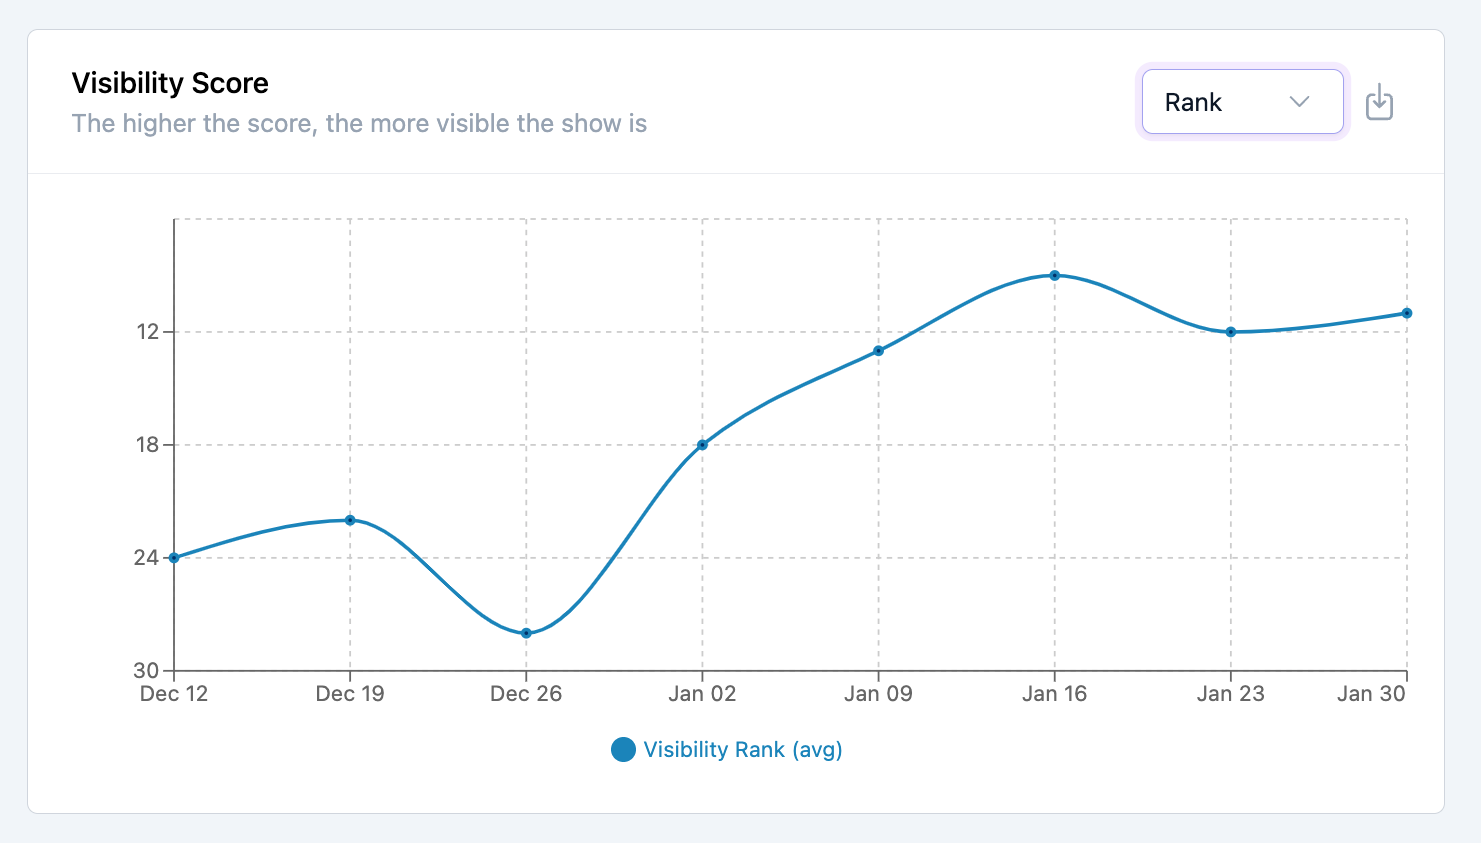 Visibility Score
The higher the score, the more visible the show is
Rank
12
18
24
30
Dec 12
Dec 19
Dec 26
Jan 02
Jan 09
Jan 16
Jan 23
Jan 30
Visibility Rank (avg)